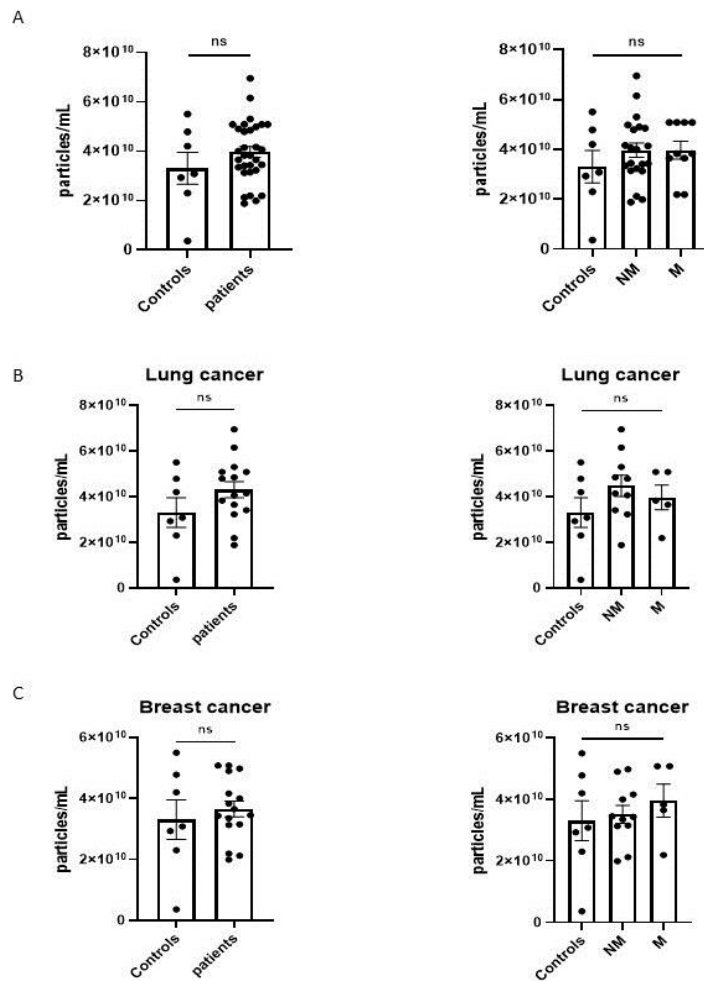 A
ns
8×10¹⁰
6×10¹⁰
4×10¹⁰
2×10¹⁰
0
particles/mL
Controls
patients
ns
8×10¹⁰
6×10¹⁰
4×10¹⁰
2×10¹⁰
0
particles/mL
Controls
NM
M
B
Lung cancer
ns
8×10¹⁰
6×10¹⁰
4×10¹⁰
2×10¹⁰
0
particles/mL
Controls
patients
Lung cancer
ns
8×10¹⁰
6×10¹⁰
4×10¹⁰
2×10¹⁰
0
particles/mL
Controls
NM
M
C
Breast cancer
ns
6×10¹⁰
4×10¹⁰
2×10¹⁰
0
particles/mL
Controls
patients
Breast cancer
ns
6×10¹⁰
4×10¹⁰
2×10¹⁰
0
particles/mL
Controls
NM
M